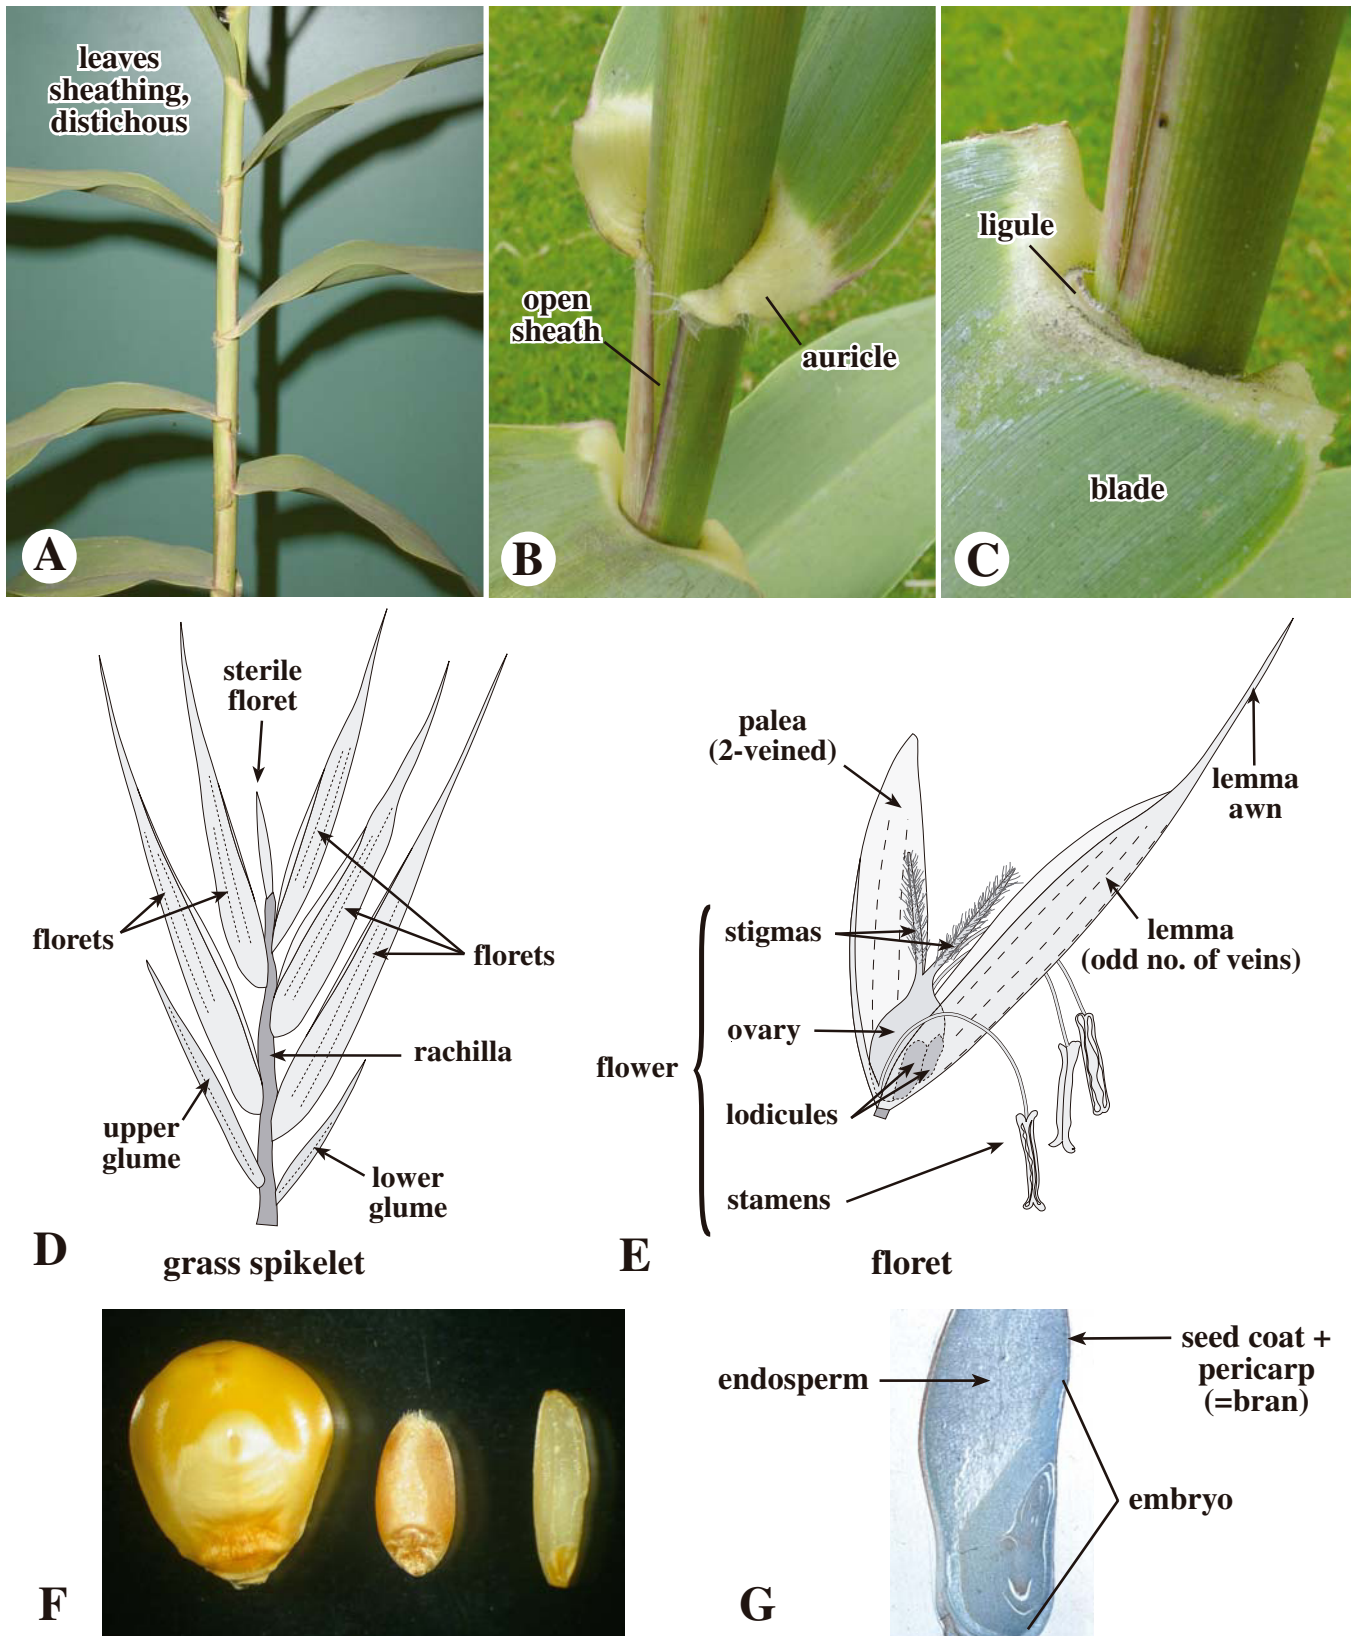 leaves
sheathing,
distichous
A
open
sheath
auricle
B
ligule
blade
C
sterile
floret
florets
florets
rachilla
upper
glume
lower
glume
D
grass spikelet
palea
(2-veined)
lemma
awn
stigmas
lemma
(odd no. of veins)
ovary
flower
lodicules
stamens
E
floret
F
endosperm
seed coat +
pericarp
(=bran)
embryo
G